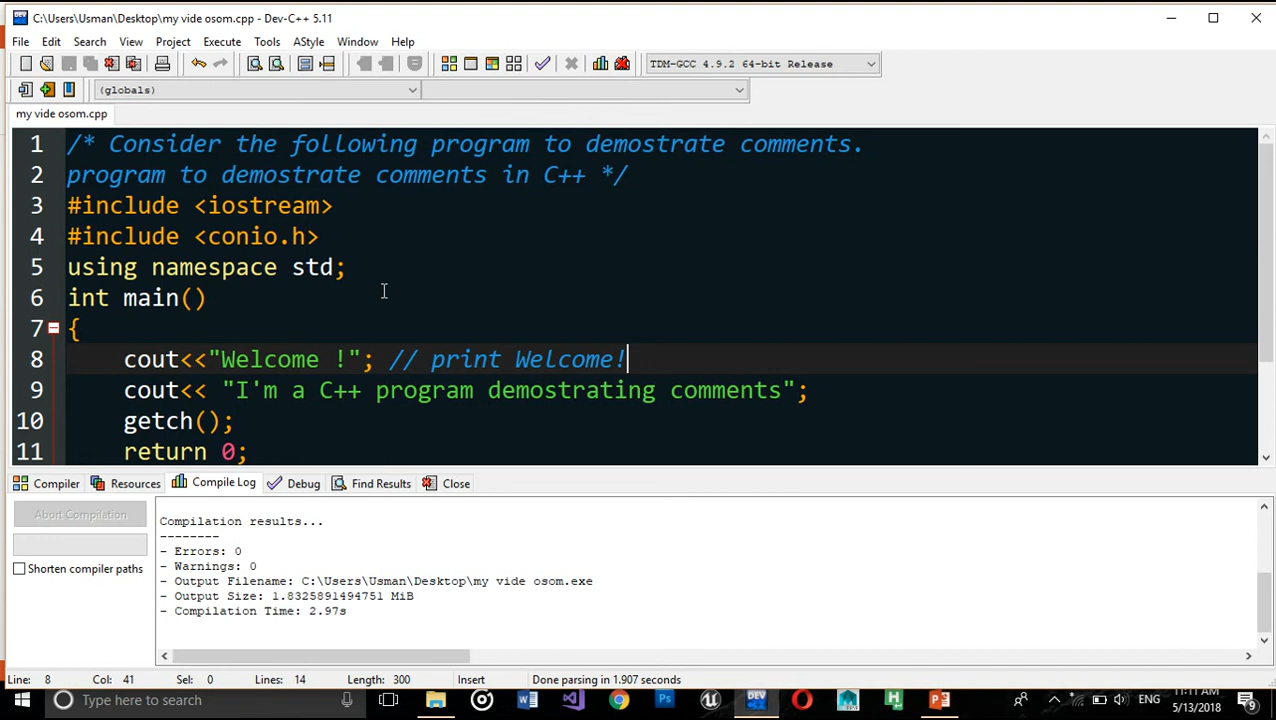 C:\Users\Usman\Desktop\my vide osom.cpp - Dev-C++ 5.11
File Edit Search View Project Execute Tools AStyle Window Help
TDM-GCC 4.9.2 64-bit Release
(globals)
my vide osom.cpp
1 /* Consider the following program to demostrate comments.
2 program to demostrate comments in C++ */
3 #include <iostream>
4 #include <conio.h>
5 using namespace std;
6 int main()
7 {
8 cout<<"Welcome !"; // print Welcome!
9 cout<< "I'm a C++ program demostrating comments";
10 getch();
11 return 0;
Compiler Resources Compile Log Debug Find Results Close
Abort Compilation
Shorten compiler paths
Compilation results...
--------
- Errors: 0
- Warnings: 0
- Output Filename: C:\Users\Usman\Desktop\my vide osom.exe
- Output Size: 1.8325891494751 MiB
- Compilation Time: 2.97s
Line: 8 Col: 41 Sel: 0 Lines: 14 Length: 300 Insert Done parsing in 1.907 seconds
Type here to search
ENG
11:11 AM
5/13/2018